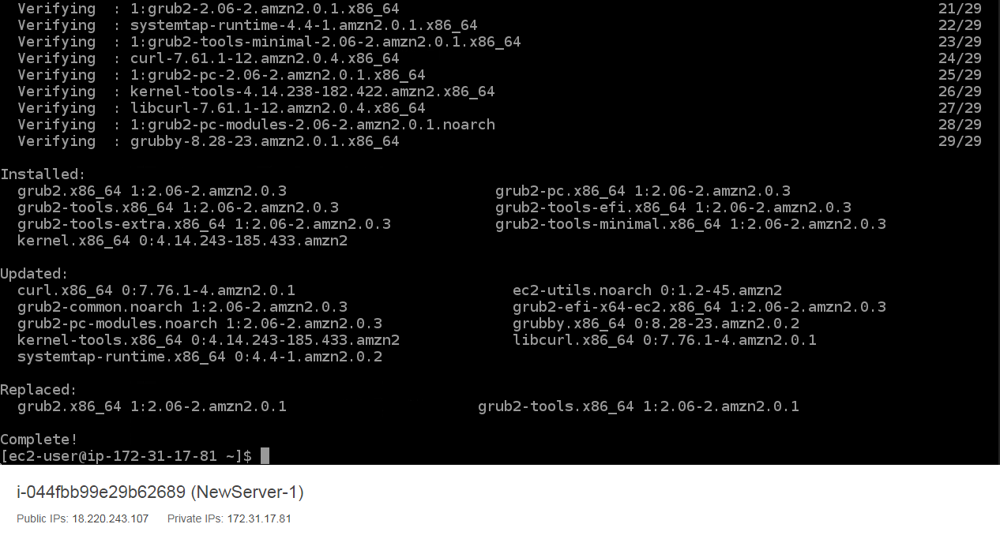 Verifying : 1:grub2-2.06-2.amzn2.0.1.x86_64 21/29
Verifying : systemtap-runtime-4.4-1.amzn2.0.1.x86_64 22/29
Verifying : 1:grub2-tools-minimal-2.06-2.amzn2.0.1.x86_64 23/29
Verifying : curl-7.61.1-12.amzn2.0.4.x86_64 24/29
Verifying : 1:grub2-pc-2.06-2.amzn2.0.1.x86_64 25/29
Verifying : kernel-tools-4.14.238-182.422.amzn2.x86_64 26/29
Verifying : libcurl-7.61.1-12.amzn2.0.4.x86_64 27/29
Verifying : 1:grub2-pc-modules-2.06-2.amzn2.0.1.noarch 28/29
Verifying : grubby-8.28-23.amzn2.0.1.x86_64 29/29
Installed:
grub2.x86_64 1:2.06-2.amzn2.0.3 grub2-pc.x86_64 1:2.06-2.amzn2.0.3
grub2-tools.x86_64 1:2.06-2.amzn2.0.3 grub2-tools-efi.x86_64 1:2.06-2.amzn2.0.3
grub2-tools-extra.x86_64 1:2.06-2.amzn2.0.3 grub2-tools-minimal.x86_64 1:2.06-2.amzn2.0.3
kernel.x86_64 0:4.14.243-185.433.amzn2
Updated:
curl.x86_64 0:7.76.1-4.amzn2.0.1 ec2-utils.noarch 0:1.2-45.amzn2
grub2-common.noarch 1:2.06-2.amzn2.0.3 grub2-efi-x64-ec2.x86_64 1:2.06-2.amzn2.0.3
grub2-pc-modules.noarch 1:2.06-2.amzn2.0.3 grubby.x86_64 0:8.28-23.amzn2.0.2
kernel-tools.x86_64 0:4.14.243-185.433.amzn2 libcurl.x86_64 0:7.76.1-4.amzn2.0.1
systemtap-runtime.x86_64 0:4.4-1.amzn2.0.2
Replaced:
grub2.x86_64 1:2.06-2.amzn2.0.1 grub2-tools.x86_64 1:2.06-2.amzn2.0.1
Complete!
[ec2-user@ip-172-31-17-81 ~]$
i-044fbb99e29b62689 (NewServer-1)
Public IPs: 18.220.243.107 Private IPs: 172.31.17.81